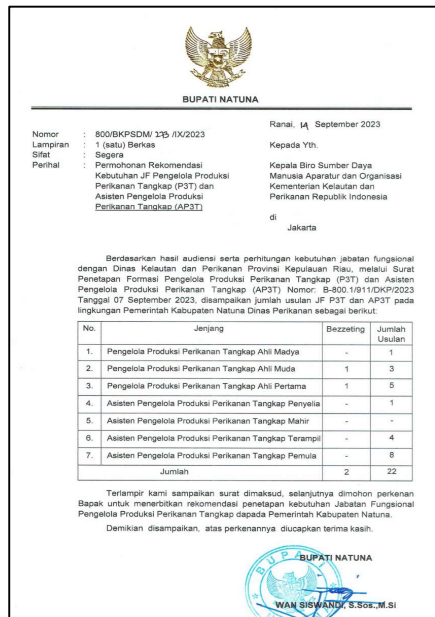 BUPATI NATUNA
Ranai, 14 September 2023
Nomor : 800/BKPSDM/ /IX/2023
Lampiran : 1 (satu) Berkas
Sifat : Segera
Perihal : Permohonan Rekomendasi
Kebutuhan JF Pengelola Produksi
Perikanan Tangkap (P3T) dan
Asisten Pengelola Produksi
Perikanan Tangkap (AP3T)
Kepada Yth.
Kepala Biro Sumber Daya
Manusia Aparatur dan Organisasi
Kementerian Kelautan dan
Perikanan Republik Indonesia
di
Jakarta
Berdasarkan hasil audiensi serta perhitungan kebutuhan jabatan fungsional
dengan Dinas Kelautan dan Perikanan Provinsi Kepulauan Riau, melalui Surat
Penetapan Formasi Pengelola Produksi Perikanan Tangkap (P3T) dan Asisten
Pengelola Produksi Perikanan Tangkap (AP3T) Nomor: B-800.1/911/DKP/2023
Tanggal 07 September 2023, disampaikan jumlah usulan JF P3T dan AP3T pada
lingkungan Pemerintah Kabupaten Natuna Dinas Perikanan sebagai berikut:
No. Jenjang Bezzeting Jumlah
Usulan
1. Pengelola Produksi Perikanan Tangkap Ahli Madya - 1
2. Pengelola Produksi Perikanan Tangkap Ahli Muda 1 3
3. Pengelola Produksi Perikanan Tangkap Ahli Pertama 1 5
4. Asisten Pengelola Produksi Perikanan Tangkap Penyelia - 1
5. Asisten Pengelola Produksi Perikanan Tangkap Mahir - -
6. Asisten Pengelola Produksi Perikanan Tangkap Terampil - 4
7. Asisten Pengelola Produksi Perikanan Tangkap Pemula - 8
Jumlah 2 22
Terlampir kami sampaikan surat dimaksud, selanjutnya dimohon perkenan
Bapak untuk menerbitkan rekomendasi penetapan kebutuhan Jabatan Fungsional
Pengelola Produksi Perikanan Tangkap dapada Pemerintah Kabupaten Natuna.
Demikian disampaikan, atas perkenannya diucapkan terima kasih.
BUPATI NATUNA
BUPATI
WAN SISWANDI, S.Sos.,M.Si